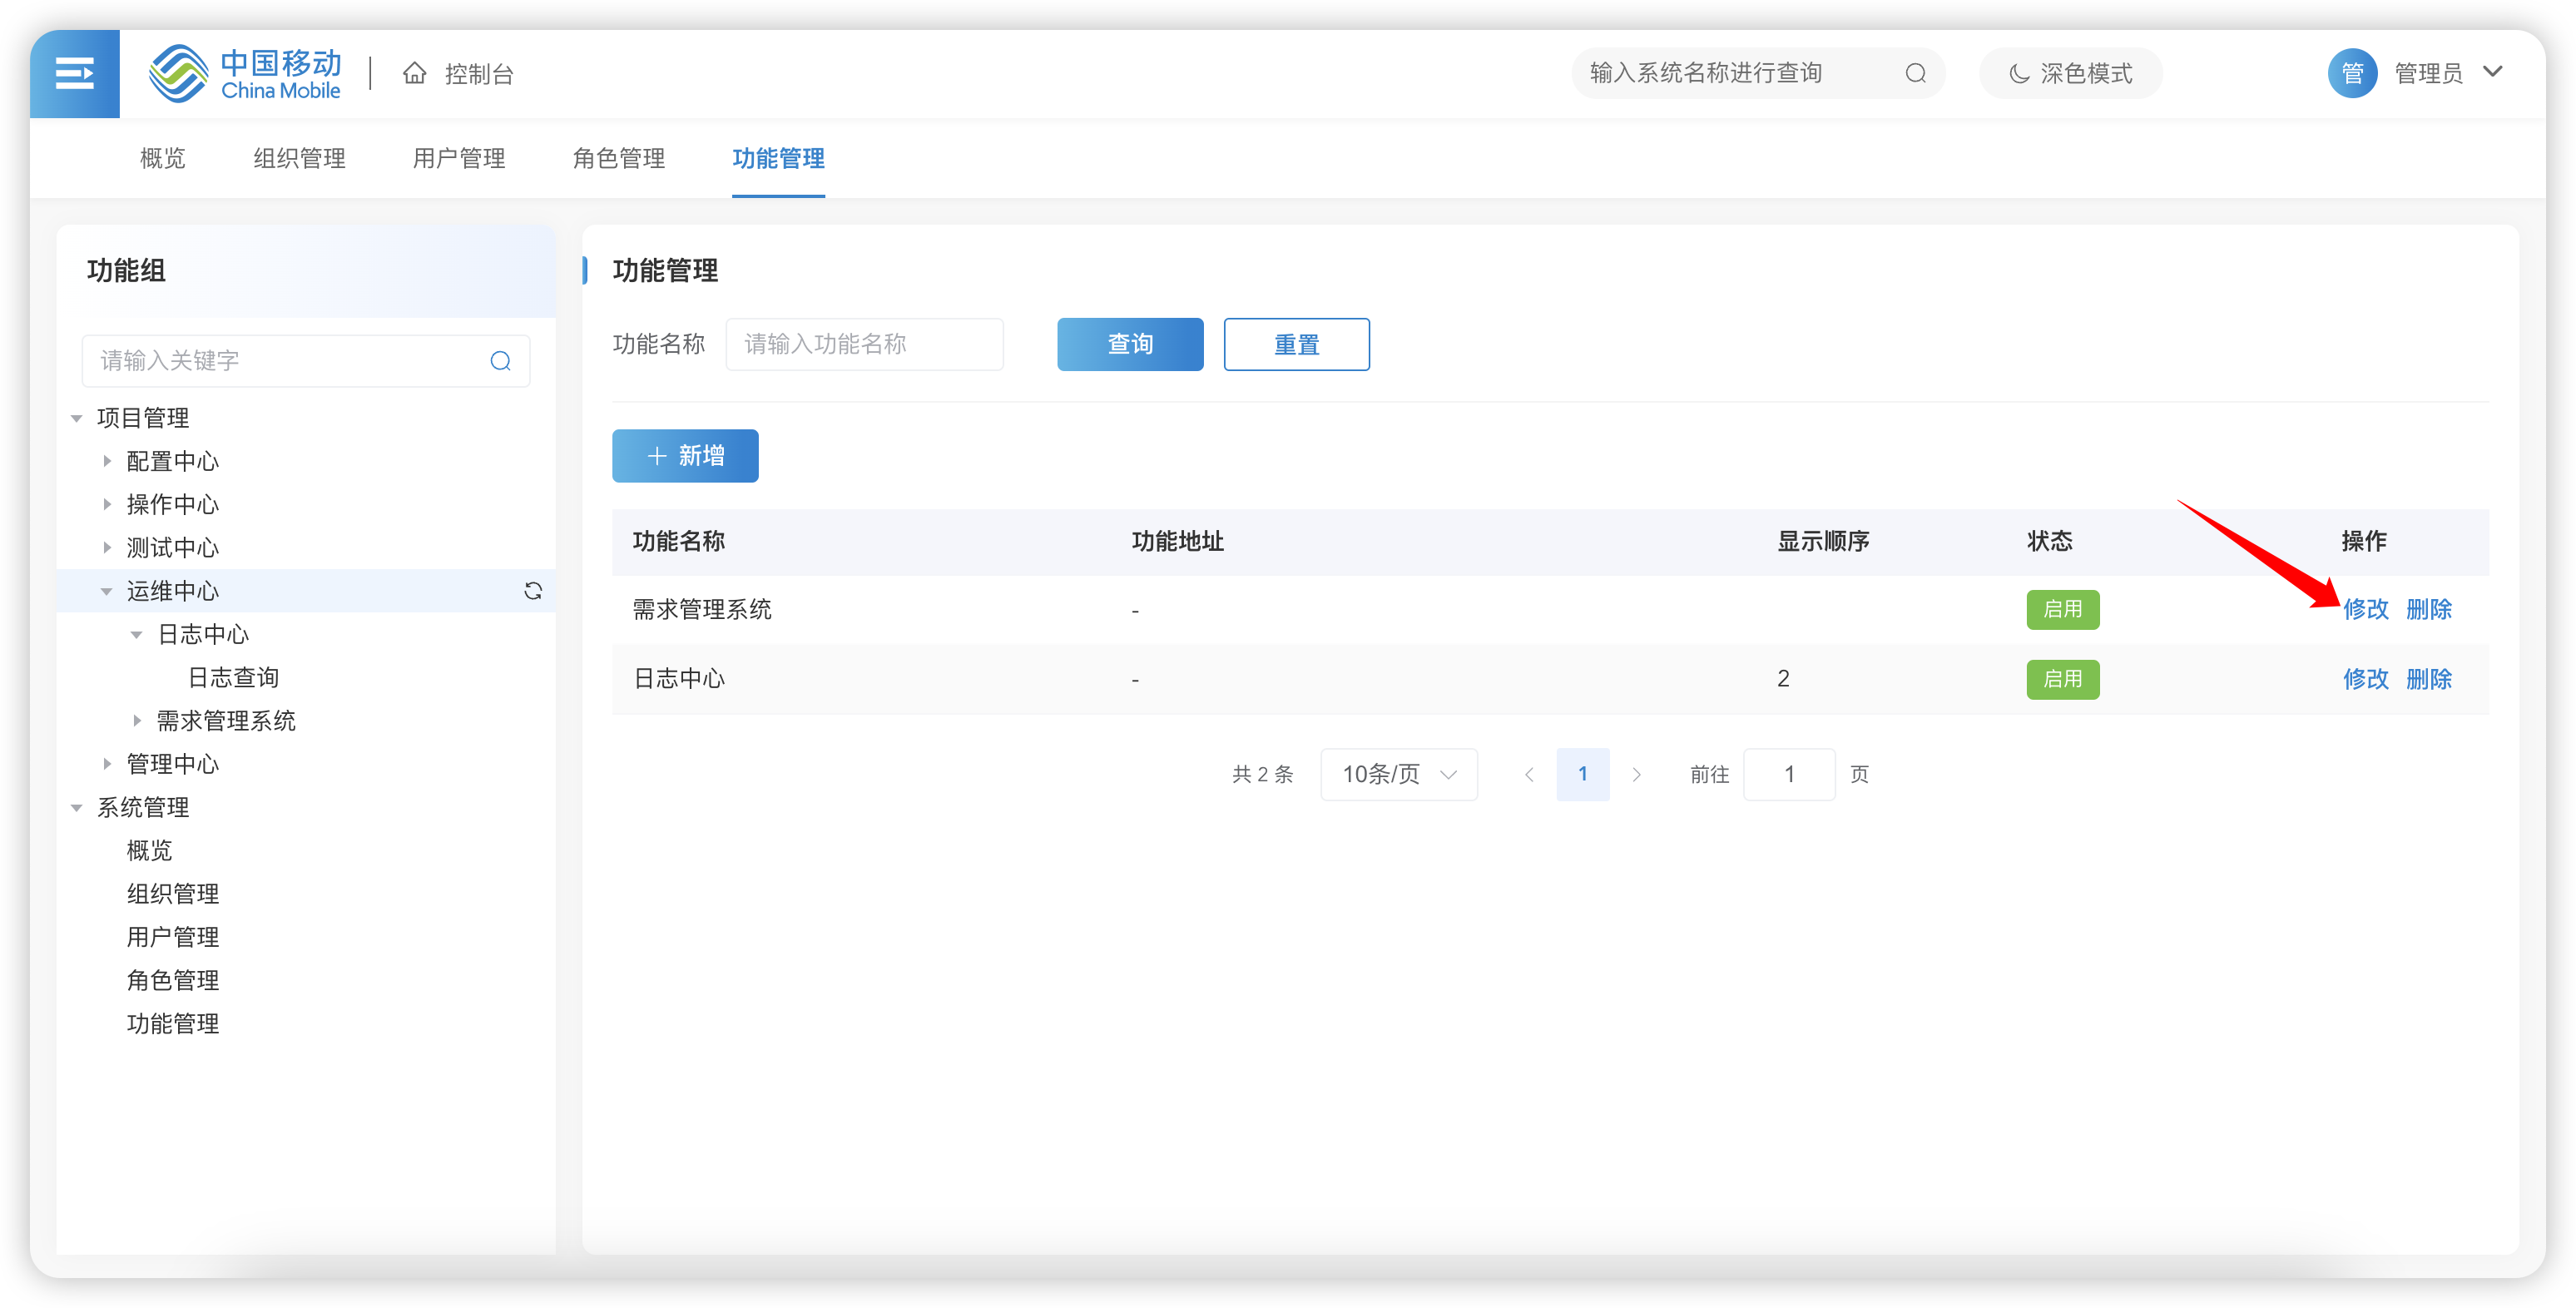 中国移动
China Mobile
控制台
输入系统名称进行查询
深色模式
管
管理员
概览
组织管理
用户管理
角色管理
功能管理
功能组
请输入关键字
项目管理
配置中心
操作中心
测试中心
运维中心
日志中心
日志查询
需求管理系统
管理中心
系统管理
概览
组织管理
用户管理
角色管理
功能管理
功能管理
功能名称 请输入功能名称 查询 重置
新增
功能名称 功能地址 显示顺序 状态 操作
需求管理系统 - 启用 修改 删除
日志中心 - 2 启用 修改 删除
共 2 条 10条/页 1 前往 1 页